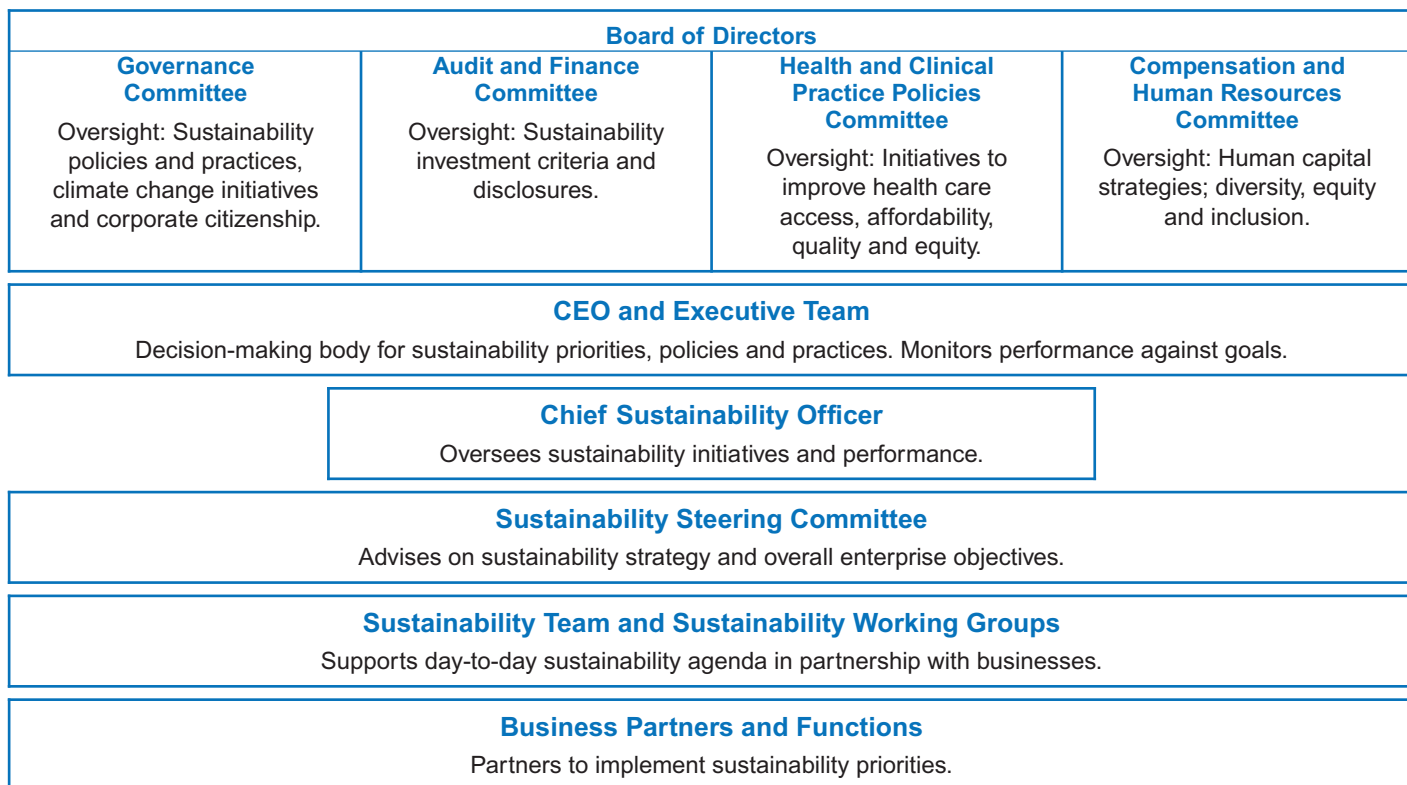 Board of Directors
Governance
Committee
Oversight: Sustainability
policies and practices,
climate change initiatives
and corporate citizenship.
Audit and Finance
Committee
Oversight: Sustainability
investment criteria and
disclosures.
Health and Clinical
Practice Policies
Committee
Oversight: Initiatives to
improve health care
access, affordability,
quality and equity.
Compensation and
Human Resources
Committee
Oversight: Human capital
strategies; diversity, equity
and inclusion.
CEO and Executive Team
Decision-making body for sustainability priorities, policies and practices. Monitors performance against goals.
Chief Sustainability Officer
Oversees sustainability initiatives and performance.
Sustainability Steering Committee
Advises on sustainability strategy and overall enterprise objectives.
Sustainability Team and Sustainability Working Groups
Supports day-to-day sustainability agenda in partnership with businesses.
Business Partners and Functions
Partners to implement sustainability priorities.